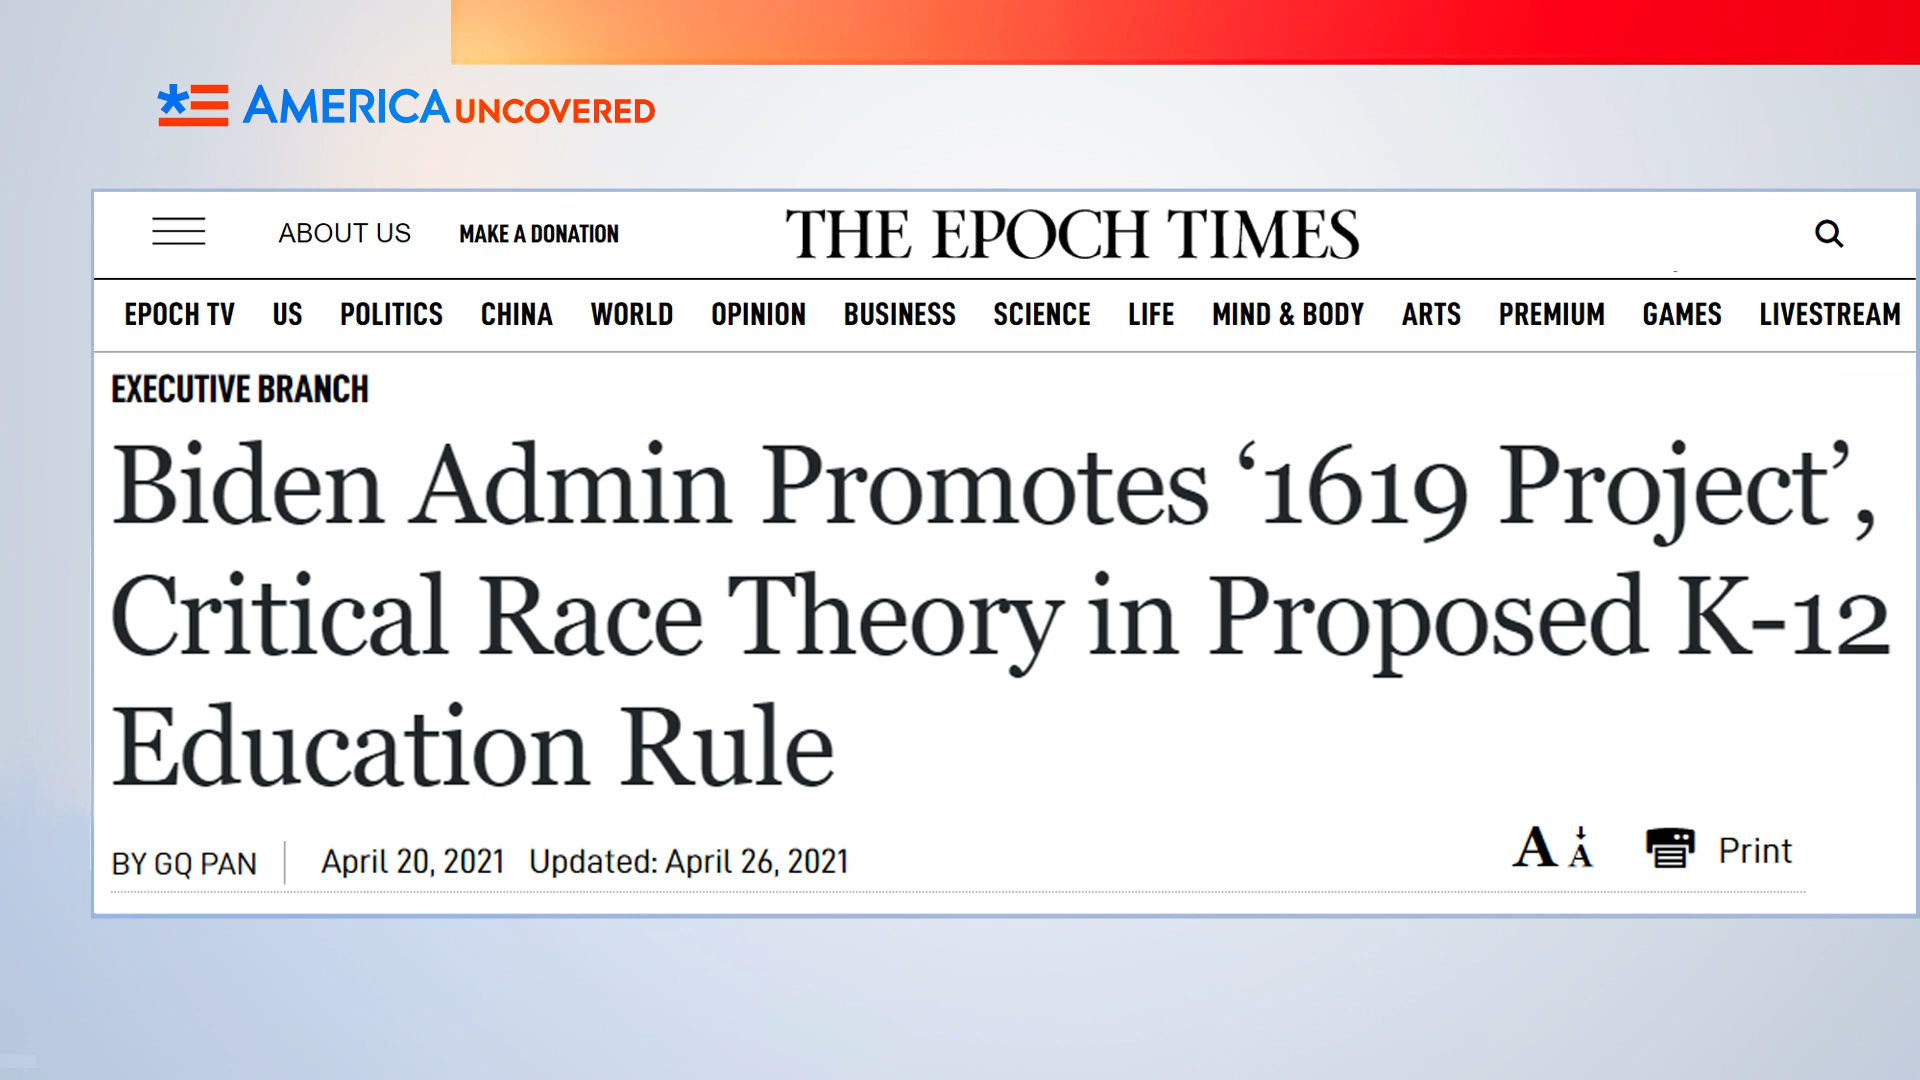 AMERICA UNCOVERED
ABOUT US MAKE A DONATION THE EPOCH TIMES
EPOCH TV US POLITICS CHINA WORLD OPINION BUSINESS SCIENCE LIFE MIND & BODY ARTS PREMIUM GAMES LIVESTREAM
EXECUTIVE BRANCH
Biden Admin Promotes ‘1619 Project’,
Critical Race Theory in Proposed K-12
Education Rule
BY GQ PAN April 20, 2021 Updated: April 26, 2021 A A Print